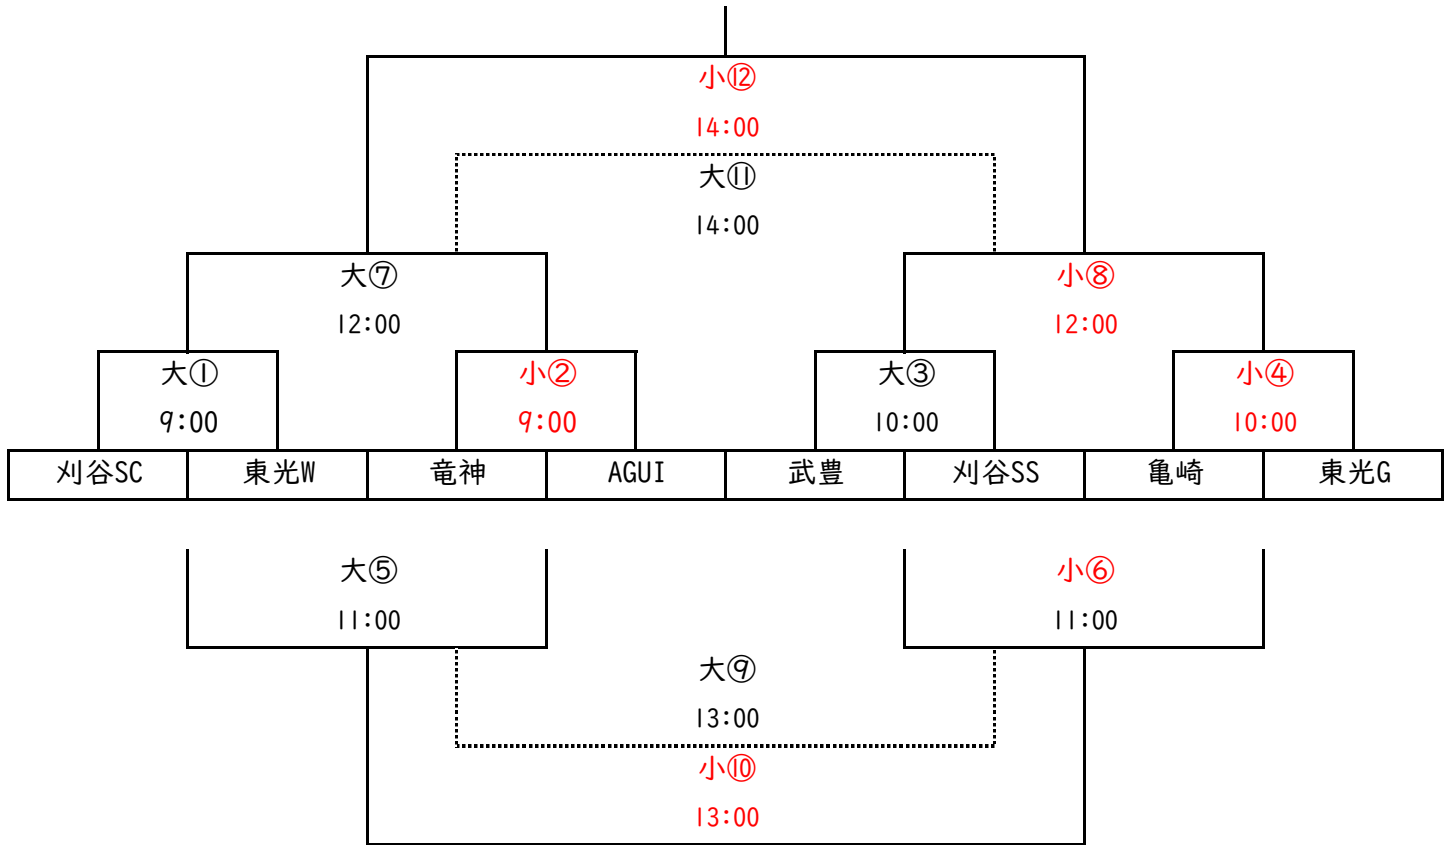 小⑫
14:00
大⑪
14:00
大⑦
小⑧
12:00
12:00
大①
小②
大③
小④
9:00
9:00
10:00
10:00
刈谷SC
東光W
竜神
AGUI
武豊
刈谷SS
亀崎
東光G
大⑤
小⑥
11:00
11:00
大⑨
13:00
小⑩
13:00